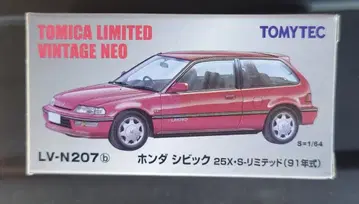 TOMICA LIMITED
VINTAGE NEO
TOMYTEC
S=1/64
LV-N207 ⓑ
ホンダ シビック 25X・S-リミテッド(91年式)